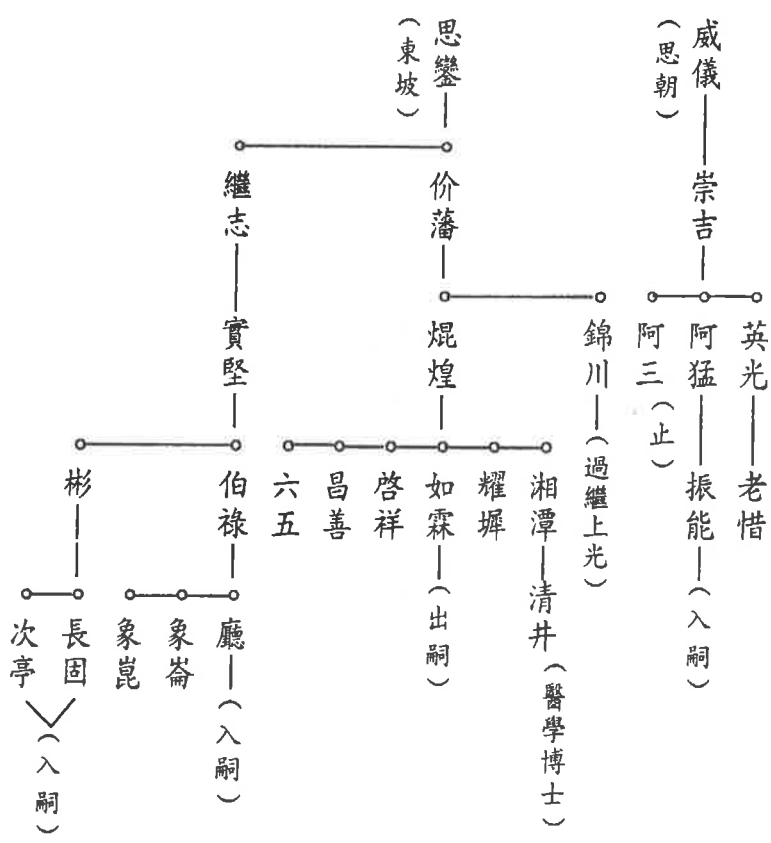 威儀
（思朝）
崇吉
英光
老惜
阿猛
振能
（入嗣）
阿三
（止）
思鑾
（東坡）
价藩
錦川
（過繼上光）
焜煌
湘潭
清井
（醫學博士）
耀墀
如霖
（出嗣）
啓祥
昌善
六五
繼志
實堅
伯祿
廳
（入嗣）
象崙
象崑
彬
長固
次亭
（入嗣）